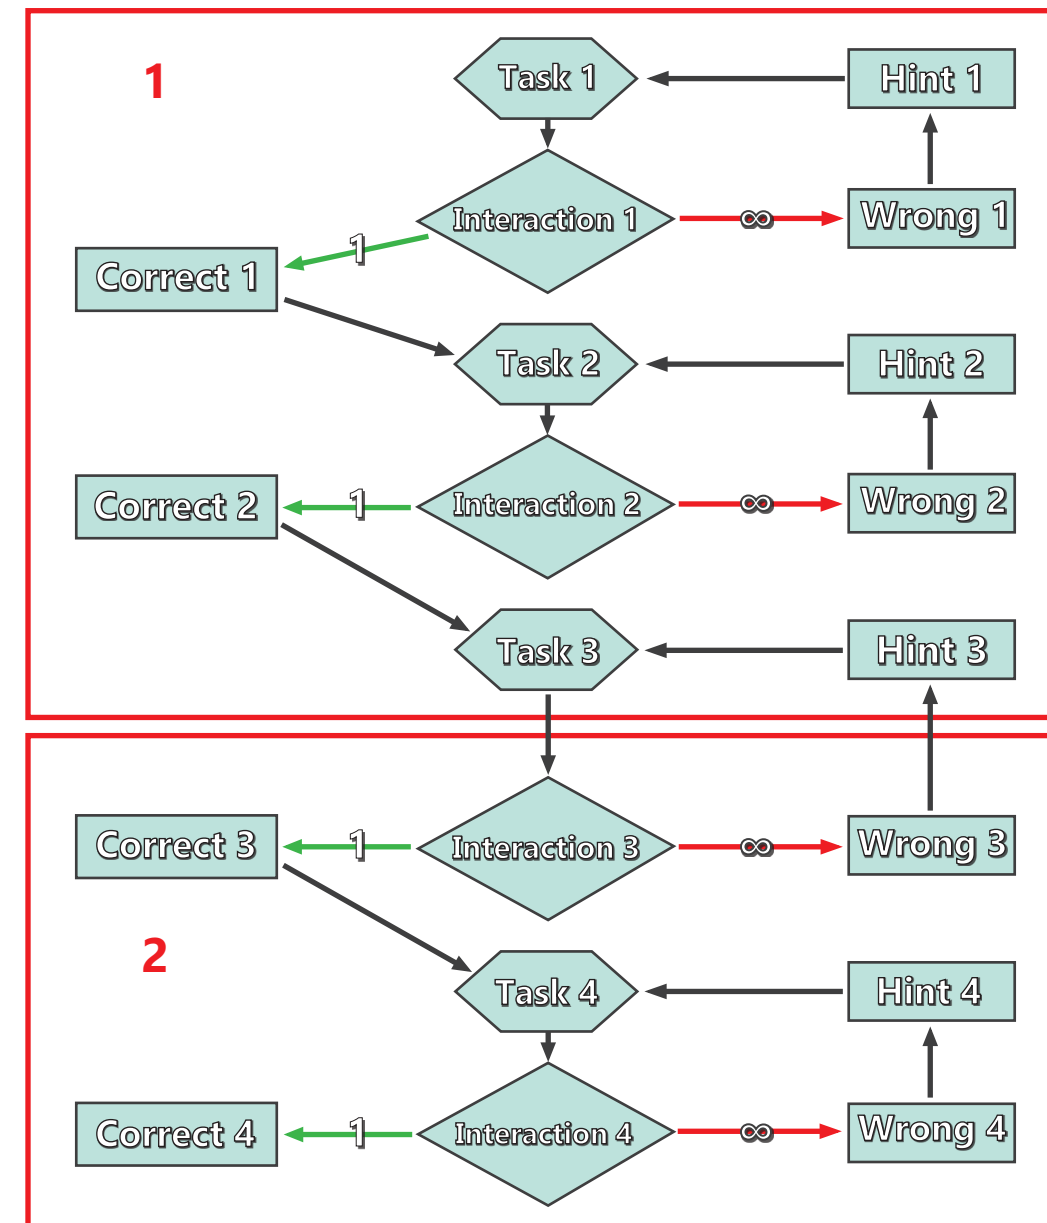 1
Task 1
Hint 1
Interaction 1
∞
Wrong 1
1
Correct 1
Task 2
Hint 2
Interaction 2
∞
Wrong 2
1
Correct 2
Task 3
Hint 3
2
Correct 3
1
Interaction 3
∞
Wrong 3
Task 4
Hint 4
Correct 4
1
Interaction 4
∞
Wrong 4